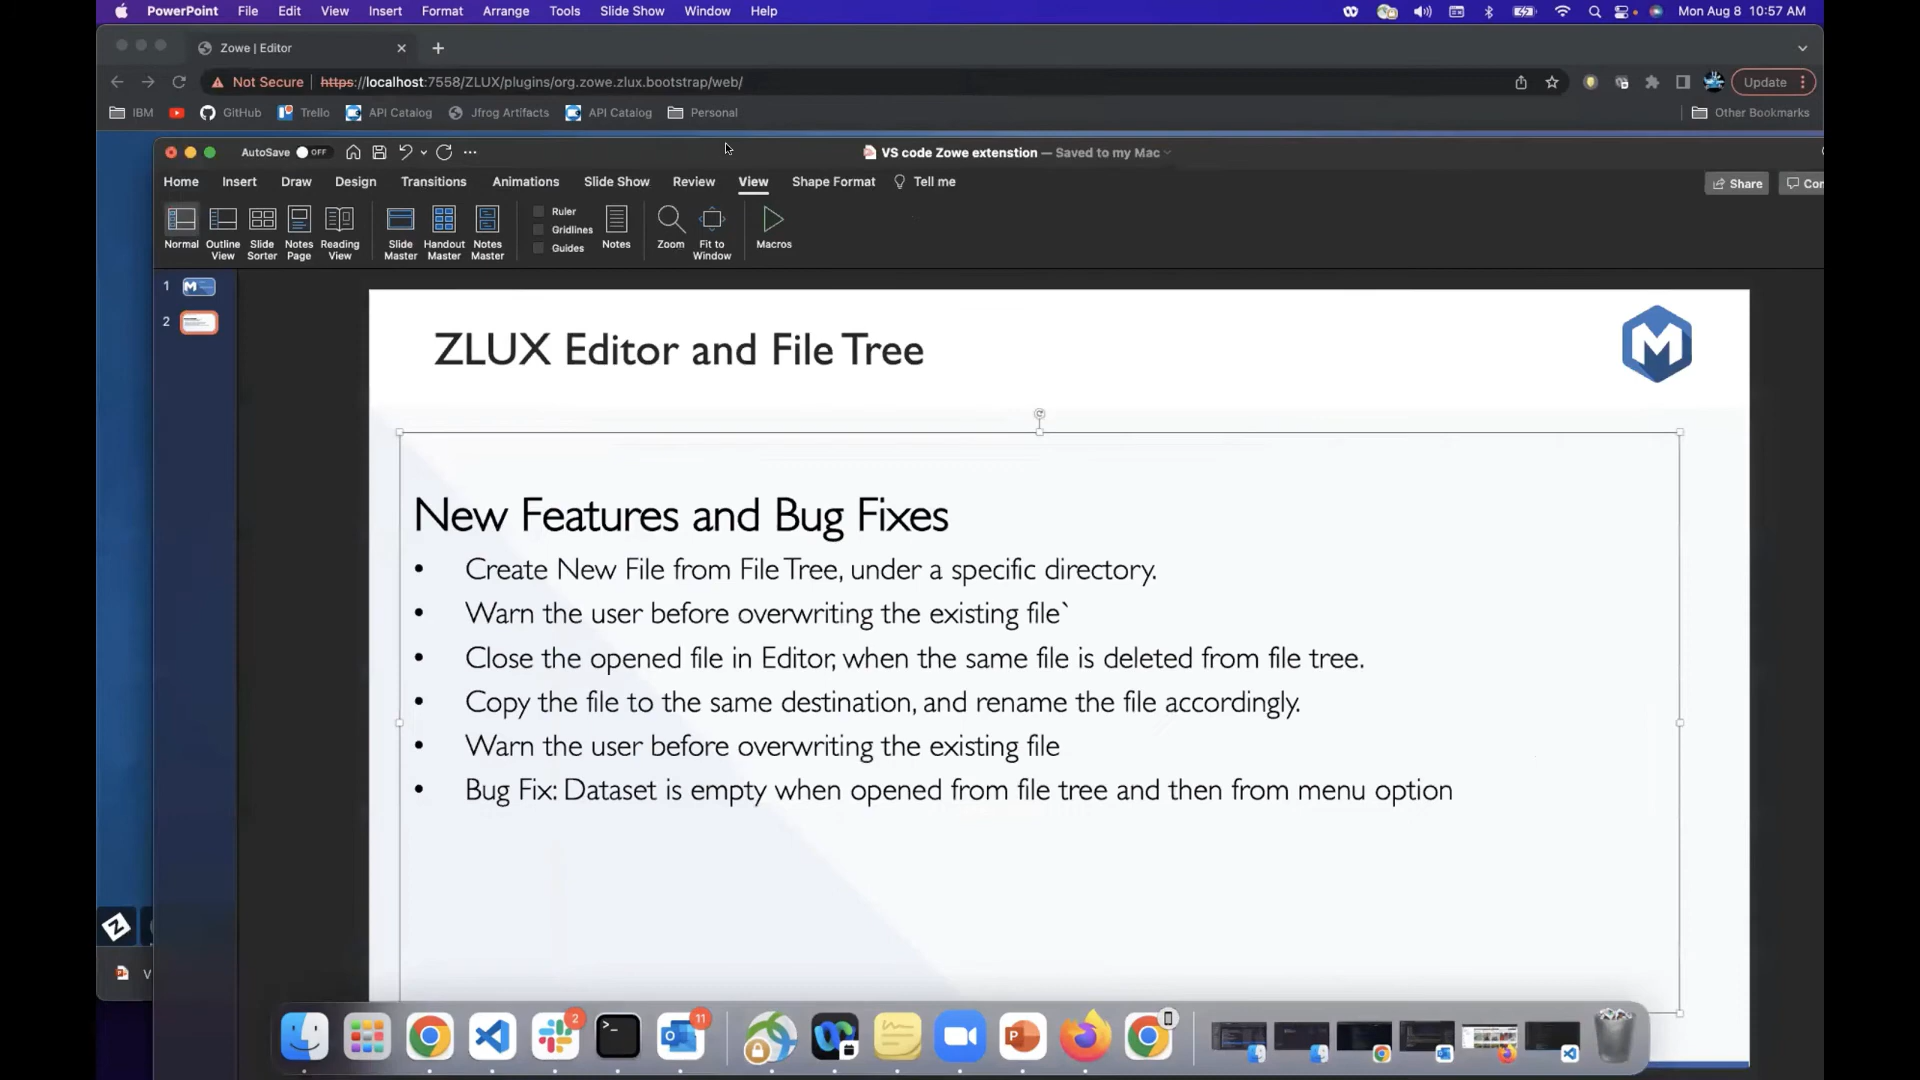 PowerPoint File Edit View Insert Format Arrange Tools Slide Show Window Help Mon Aug 8 10:57 AM
Zowe | Editor
Not Secure https://localhost:7558/ZLUX/plugins/org.zowe.zlux.bootstrap/web/ Update
IBM GitHub Trello API Catalog Jfrog Artifacts API Catalog Personal Other Bookmarks
AutoSave OFF VS code Zowe extenstion — Saved to my Mac
Home Insert Draw Design Transitions Animations Slide Show Review View Shape Format Tell me Share Con
Normal Outline View Slide Sorter Notes Page Reading View Slide Master Handout Master Notes Master Ruler Gridlines Guides Notes Zoom Fit to Window Macros
1 M
2
ZLUX Editor and File Tree
M
New Features and Bug Fixes
• Create New File from File Tree, under a specific directory.
• Warn the user before overwriting the existing file`
• Close the opened file in Editor, when the same file is deleted from file tree.
• Copy the file to the same destination, and rename the file accordingly.
• Warn the user before overwriting the existing file
• Bug Fix: Dataset is empty when opened from file tree and then from menu option
Z
V
2
11